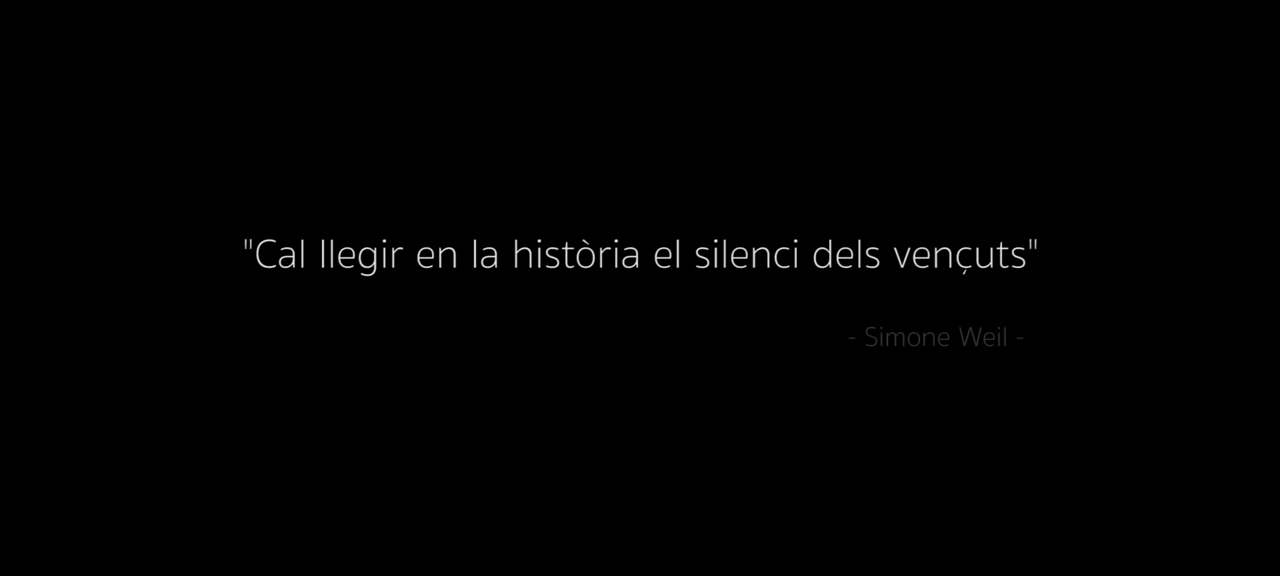 "Cal llegir en la història el silenci dels vençuts"
- Simone Weil -